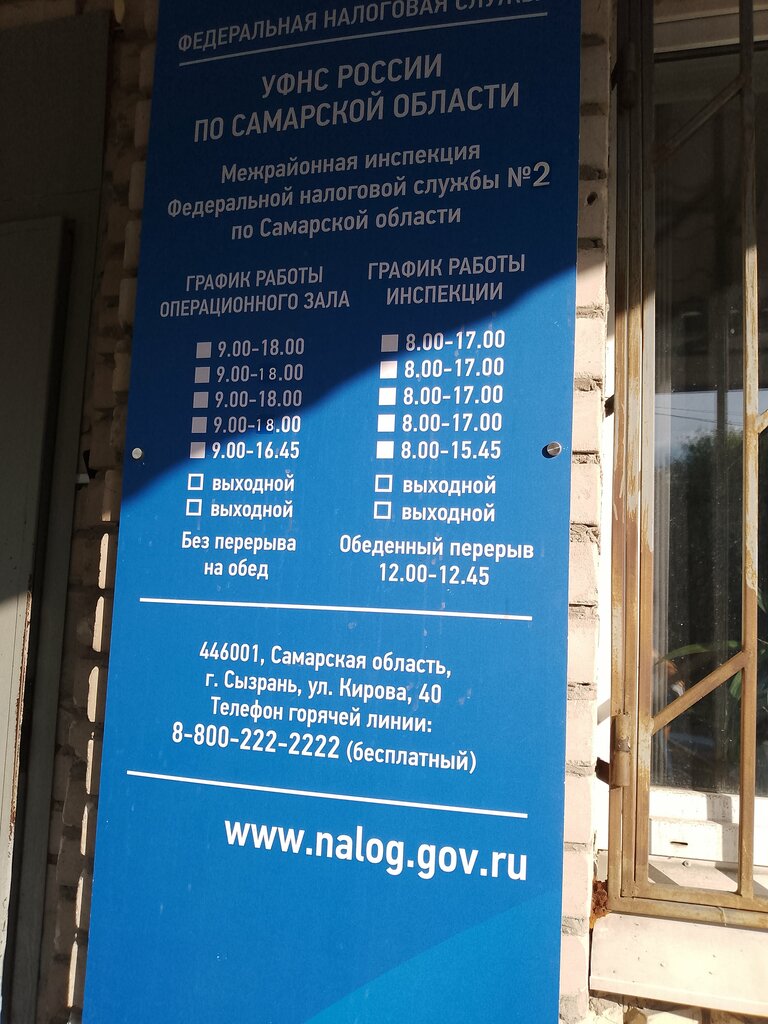 ФЕДЕРАЛЬНАЯ НАЛОГОВАЯ СЛУЖБА
УФНС РОССИИ
ПО САМАРСКОЙ ОБЛАСТИ
Межрайонная инспекция
Федеральной налоговой службы №2
по Самарской области
ГРАФИК РАБОТЫ
ОПЕРАЦИОННОГО ЗАЛА
9.00-18.00
9.00-18.00
9.00-18.00
9.00-18.00
9.00-16.45
выходной
выходной
Без перерыва
на обед
ГРАФИК РАБОТЫ
ИНСПЕКЦИИ
8.00-17.00
8.00-17.00
8.00-17.00
8.00-17.00
8.00-15.45
выходной
выходной
Обеденный перерыв
12.00-12.45
446001, Самарская область,
г. Сызрань, ул. Кирова, 40
Телефон горячей линии:
8-800-222-2222 (бесплатный)
www.nalog.gov.ru